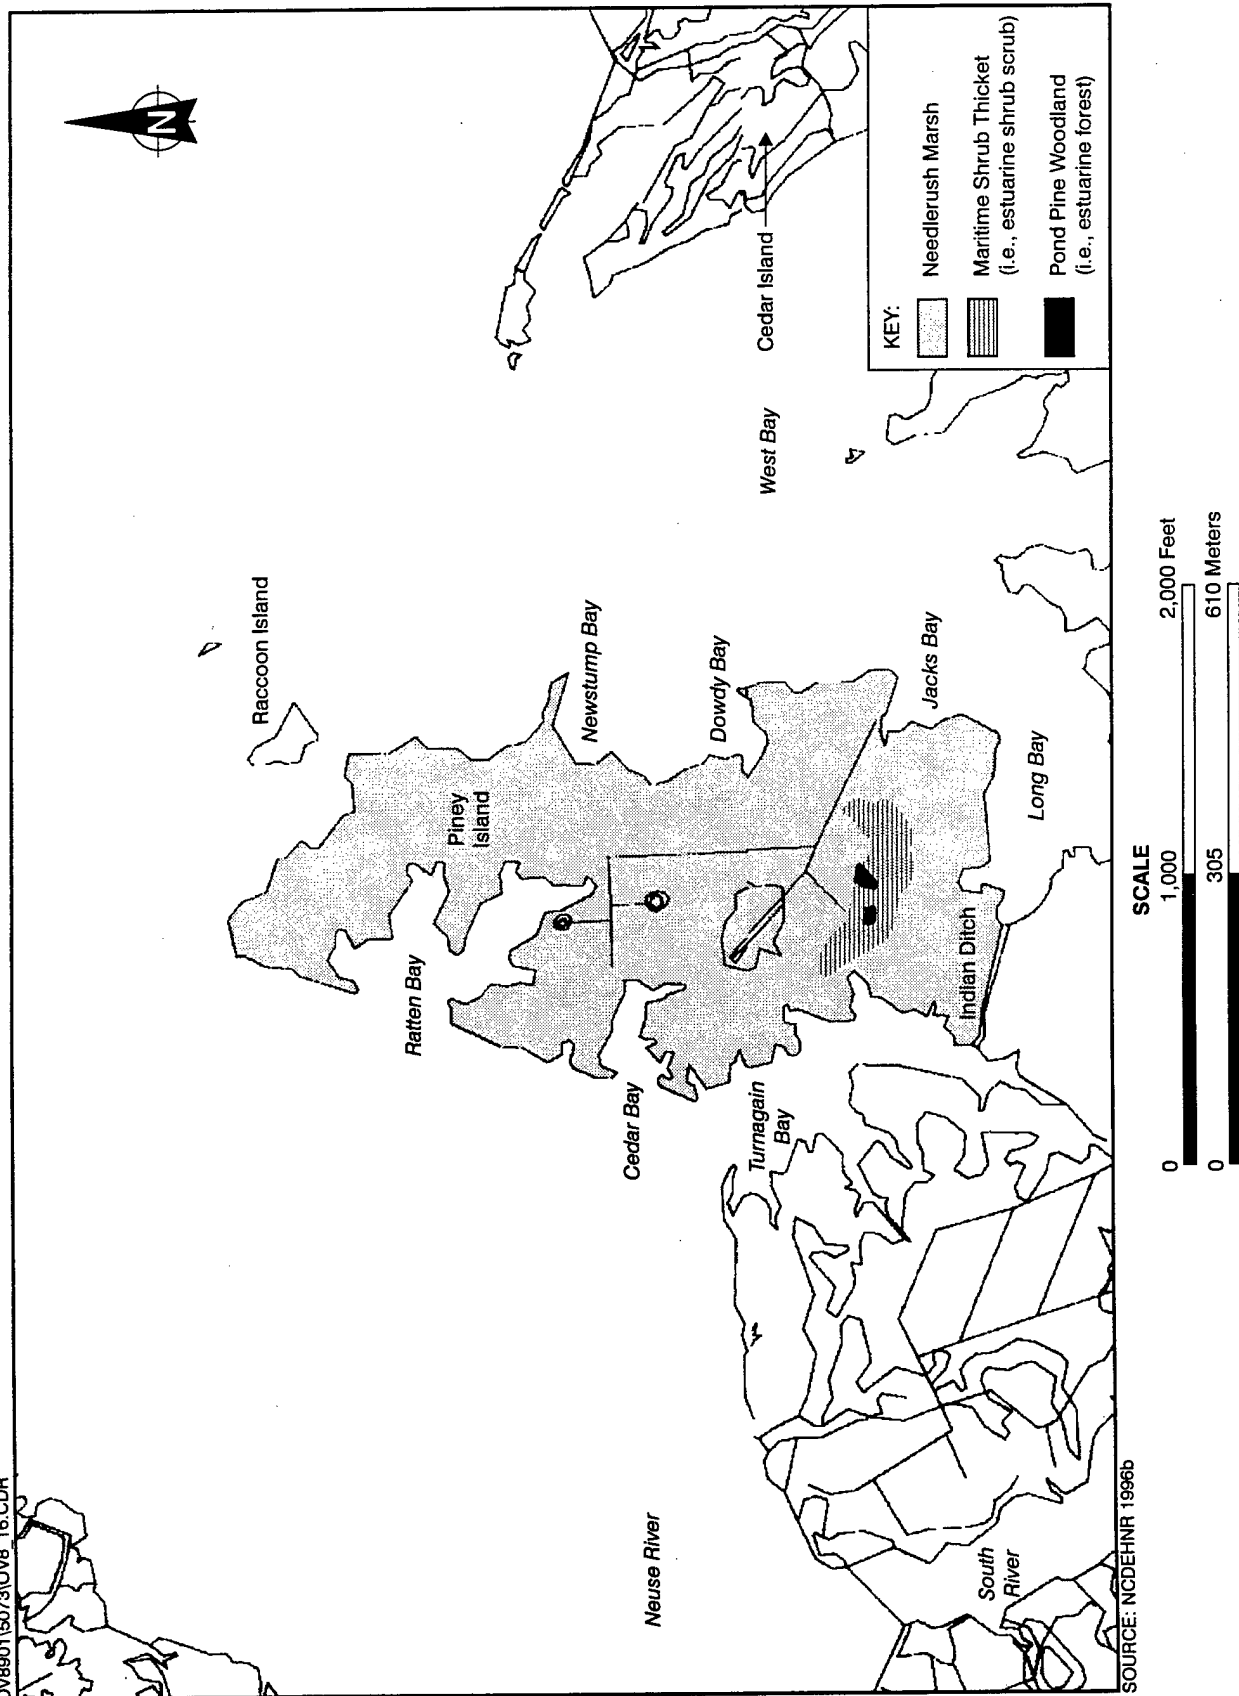 N
Raccoon Island
Piney
Island
Ratten Bay
Newstump Bay
Cedar Bay
Dowdy Bay
Turnagain
Bay
West Bay
Cedar Island
Neuse River
Jacks Bay
Indian Ditch
Long Bay
South
River
KEY:
Needlerush Marsh
Maritime Shrub Thicket
(i.e., estuarine shrub scrub)
Pond Pine Woodland
(i.e., estuarine forest)
SOURCE: NCDEHNR 1996b
SCALE
0 1,000 2,000 Feet
0 305 610 Meters